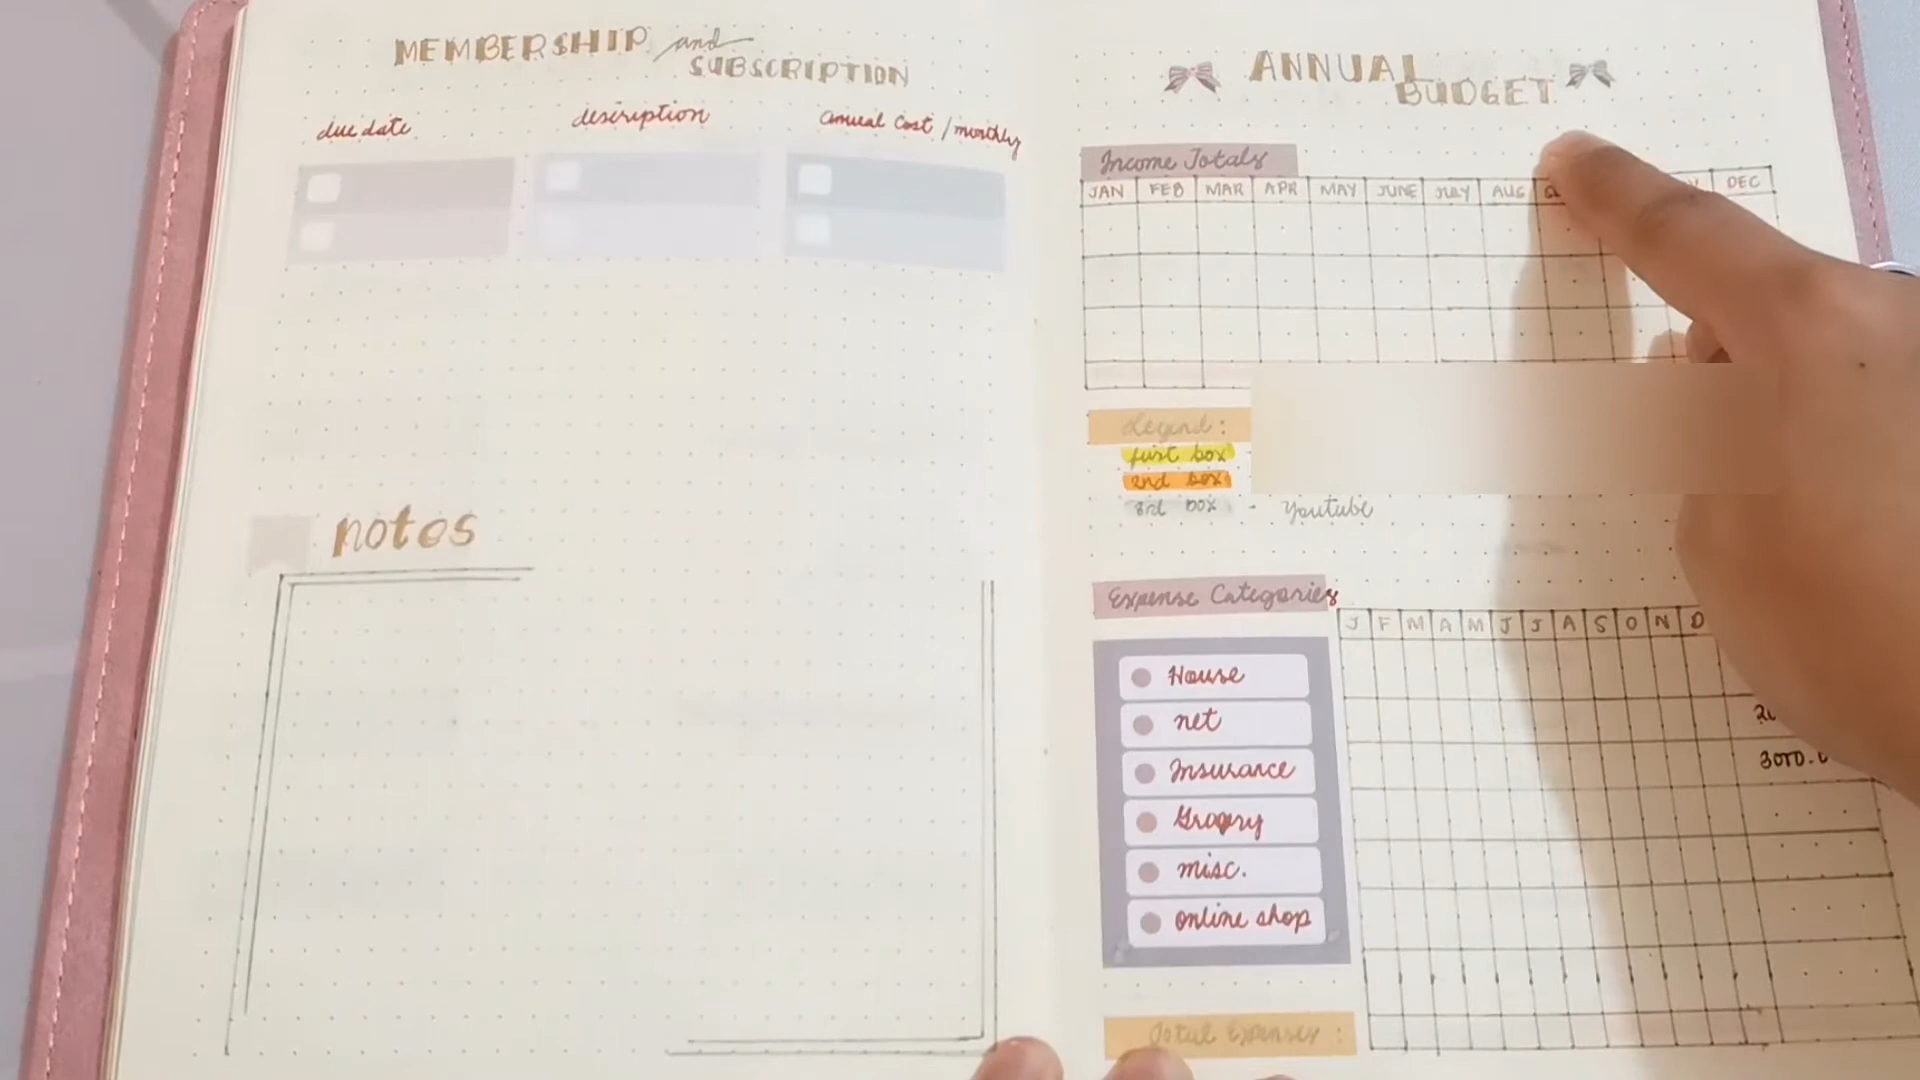 MEMBERSHIP and
SUBSCRIPTION
due date
description
annual cost / monthly
notes
ANNUAL
BUDGET
Income Totals
JAN FEB MAR APR MAY JUNE JULY AUG DEC
Legend :
first box
2nd box
3rd box - Youtube
Expense Categories
J F M A M J J A S O N D
House
net
Insurance
Grocery
misc.
online shop
Total Expenses :